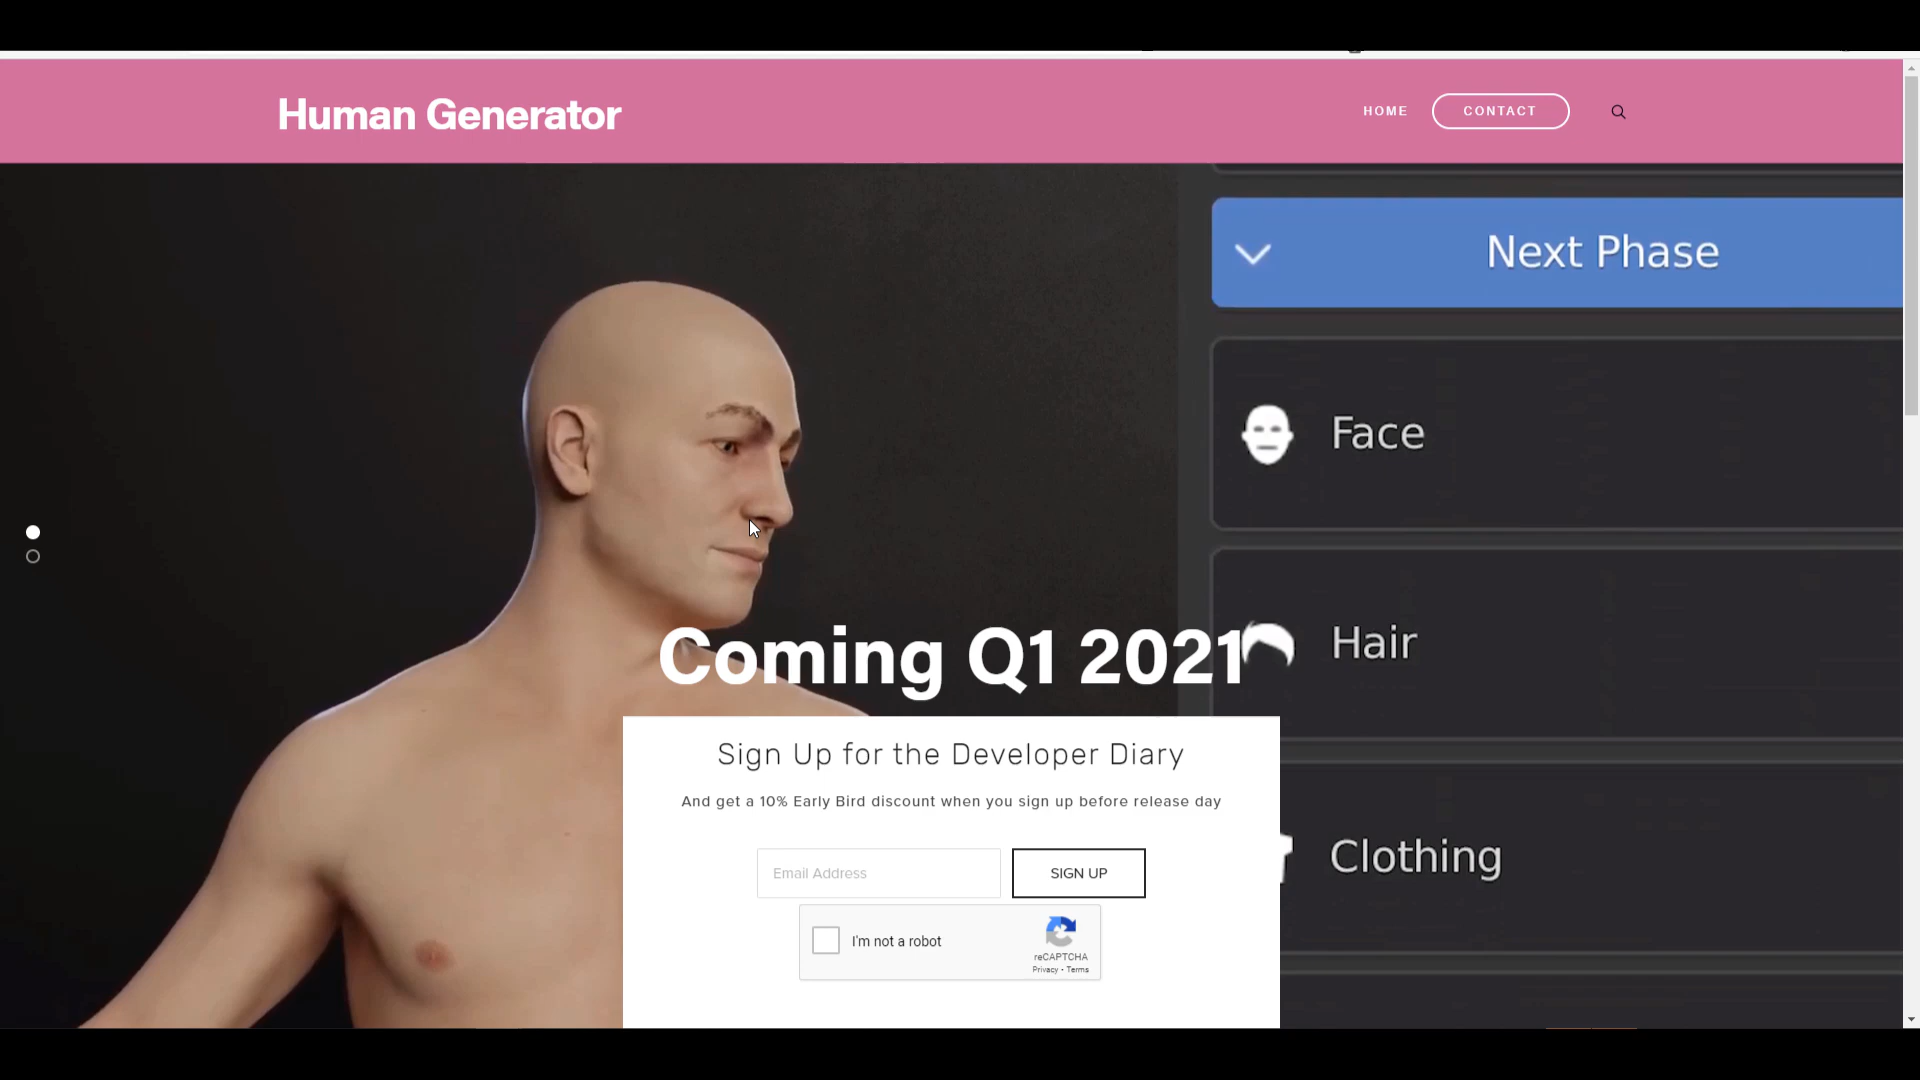 Human Generator
HOME
CONTACT
Next Phase
Face
Hair
Coming Q1 2021
Sign Up for the Developer Diary
And get a 10% Early Bird discount when you sign up before release day
Clothing
Email Address
SIGN UP
I'm not a robot
reCAPTCHA
Privacy - Terms